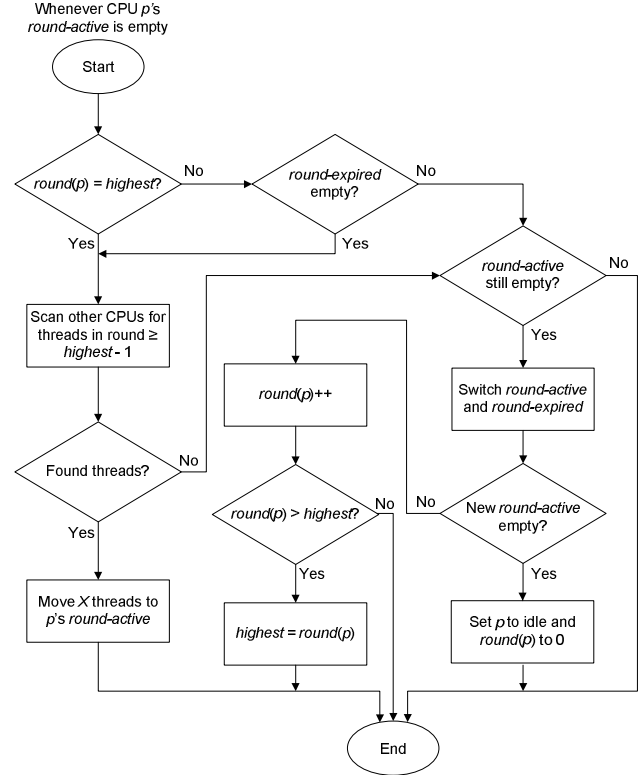 Whenever CPU p's
round-active is empty
Start
round(p) = highest?
No
Yes
round-expired
empty?
No
Yes
round-active
still empty?
No
Yes
Scan other CPUs for
threads in round ≥
highest - 1
Switch round-active
and round-expired
round(p)++
Found threads?
No
Yes
round(p) > highest?
No
Yes
New round-active
empty?
No
Yes
Move X threads to
p's round-active
highest = round(p)
Set p to idle and
round(p) to 0
End